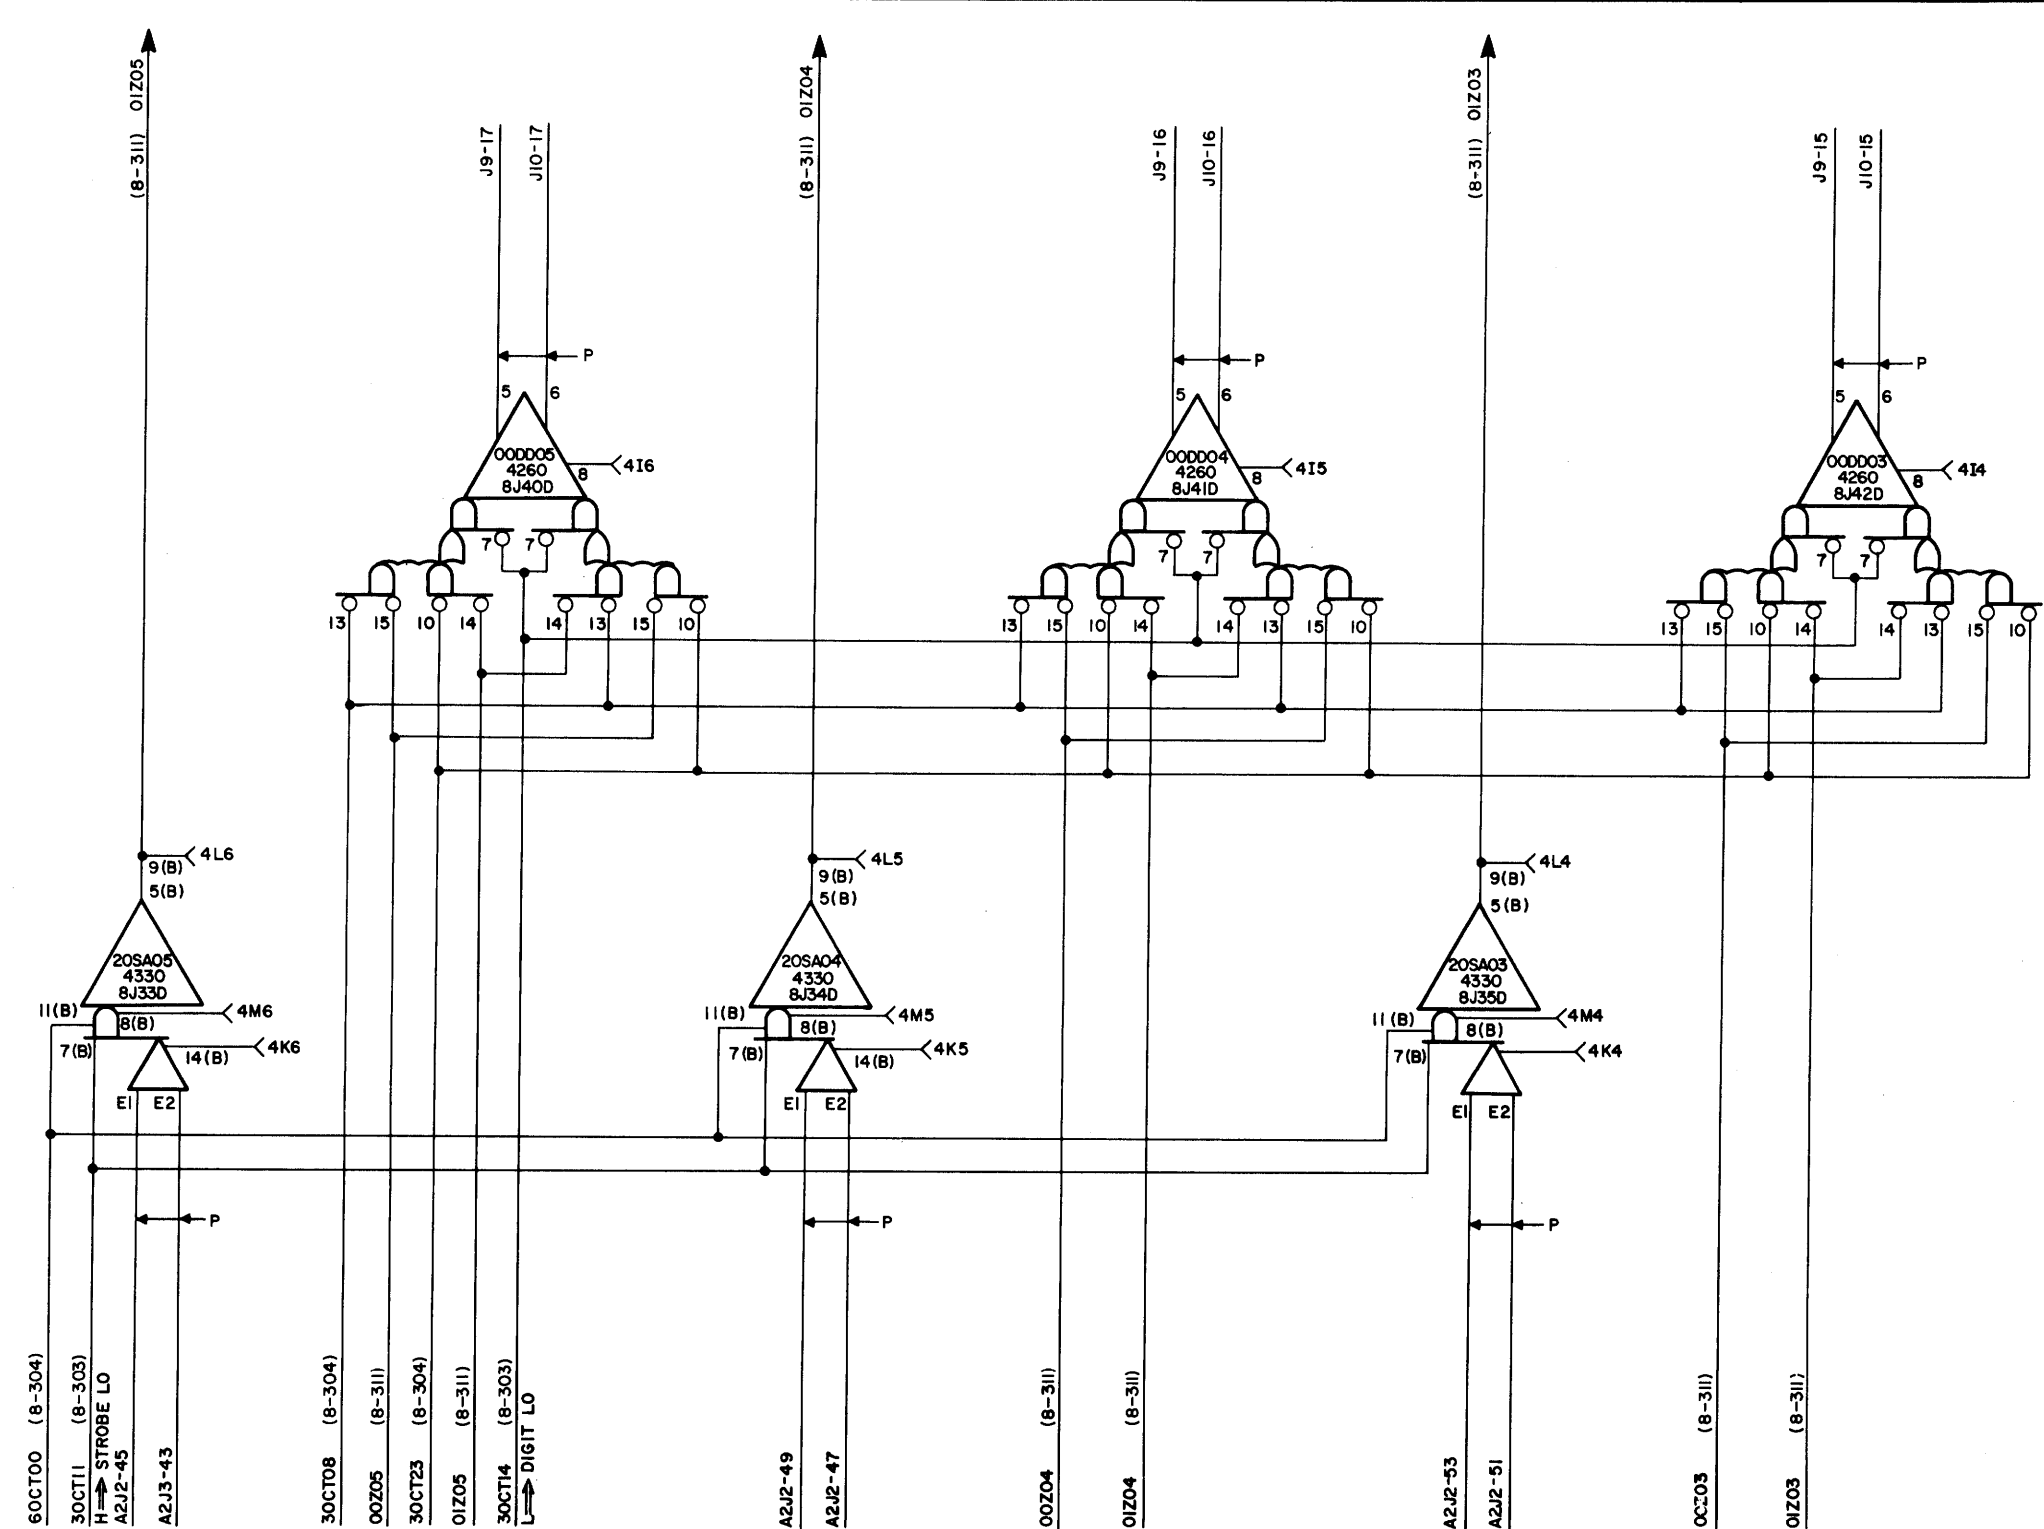 (8-311) 01Z05
J9-17
J10-17
(8-311) 01Z04
J9-16
J10-16
(8-311) 01Z03
J9-15
J10-15
P
P
P
5 6
5 6
5 6
00DD05
4260
8J40D
8
4I6
00DD04
4260
8J41D
8
4I5
00DD03
4260
8J42D
8
4I4
7 7
7 7
7 7
13 15 10 14 14 13 15 10
13 15 10 14 14 13 15 10
13 15 10 14 14 13 15 10
4L6
9(B)
5(B)
4L5
9(B)
5(B)
4L4
9(B)
5(B)
20SA05
4330
8J33D
20SA04
4330
8J34D
20SA03
4330
8J35D
11(B)
8(B)
4M6
7(B)
14(B)
4K6
E1 E2
11(B)
8(B)
4M5
7(B)
14(B)
4K5
E1 E2
11(B)
8(B)
4M4
7(B)
4K4
E1 E2
P
P
P
60CT00 (8-304)
30CT11 (8-303)
H⟹STROBE LO
A2J2-45
A2J3-43
30CT08 (8-304)
00Z05 (8-311)
30CT23 (8-304)
01Z05 (8-311)
30CT14 (8-303)
L⟹DIGIT LO
A2J2-49
A2J2-47
00Z04 (8-311)
01Z04 (8-311)
A2J2-53
A2J2-51
00Z03 (8-311)
01Z03 (8-311)